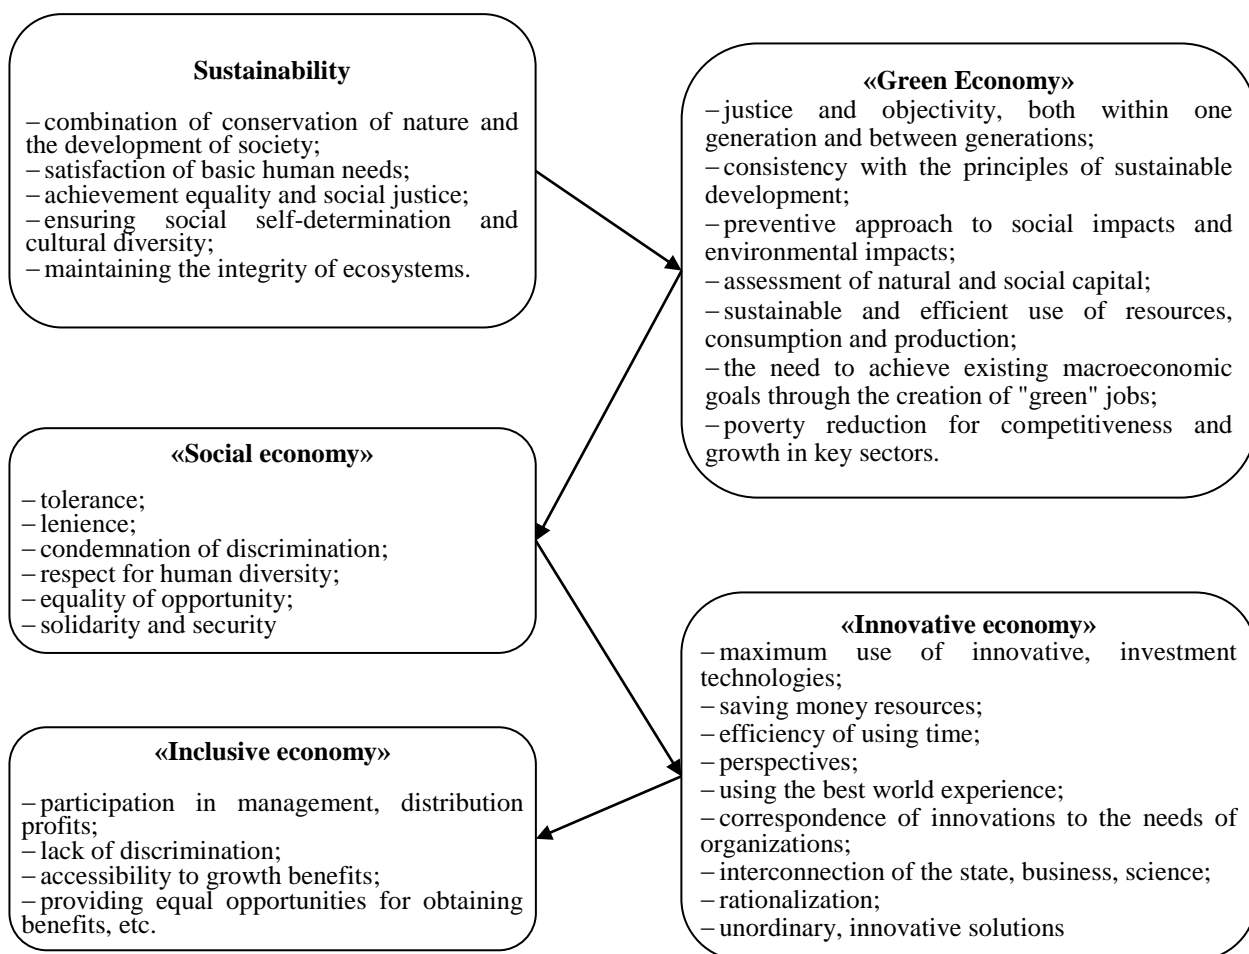 Sustainability
– combination of conservation of nature and
the development of society;
– satisfaction of basic human needs;
– achievement equality and social justice;
– ensuring social self-determination and
cultural diversity;
– maintaining the integrity of ecosystems.
«Green Economy»
– justice and objectivity, both within one
generation and between generations;
– consistency with the principles of sustainable
development;
– preventive approach to social impacts and
environmental impacts;
– assessment of natural and social capital;
– sustainable and efficient use of resources,
consumption and production;
– the need to achieve existing macroeconomic
goals through the creation of "green" jobs;
– poverty reduction for competitiveness and
growth in key sectors.
«Social economy»
– tolerance;
– lenience;
– condemnation of discrimination;
– respect for human diversity;
– equality of opportunity;
– solidarity and security
«Innovative economy»
– maximum use of innovative, investment
technologies;
– saving money resources;
– efficiency of using time;
– perspectives;
– using the best world experience;
– correspondence of innovations to the needs of
organizations;
– interconnection of the state, business, science;
– rationalization;
– unordinary, innovative solutions
«Inclusive economy»
– participation in management, distribution
profits;
– lack of discrimination;
– accessibility to growth benefits;
– providing equal opportunities for obtaining
benefits, etc.